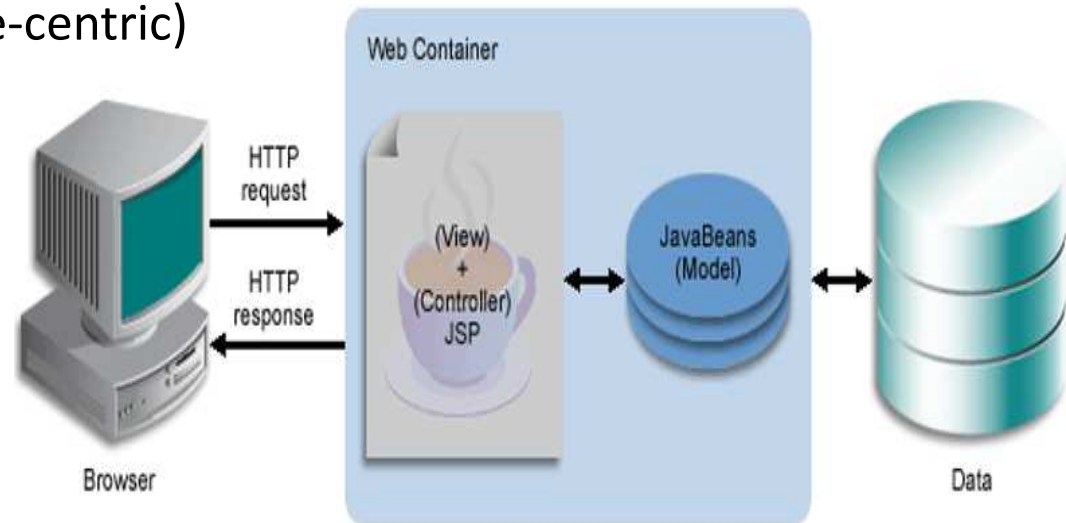 e-centric)
Web Container
HTTP
request
HTTP
response
(View)
+
(Controller)
JSP
JavaBeans
(Model)
Browser
Data